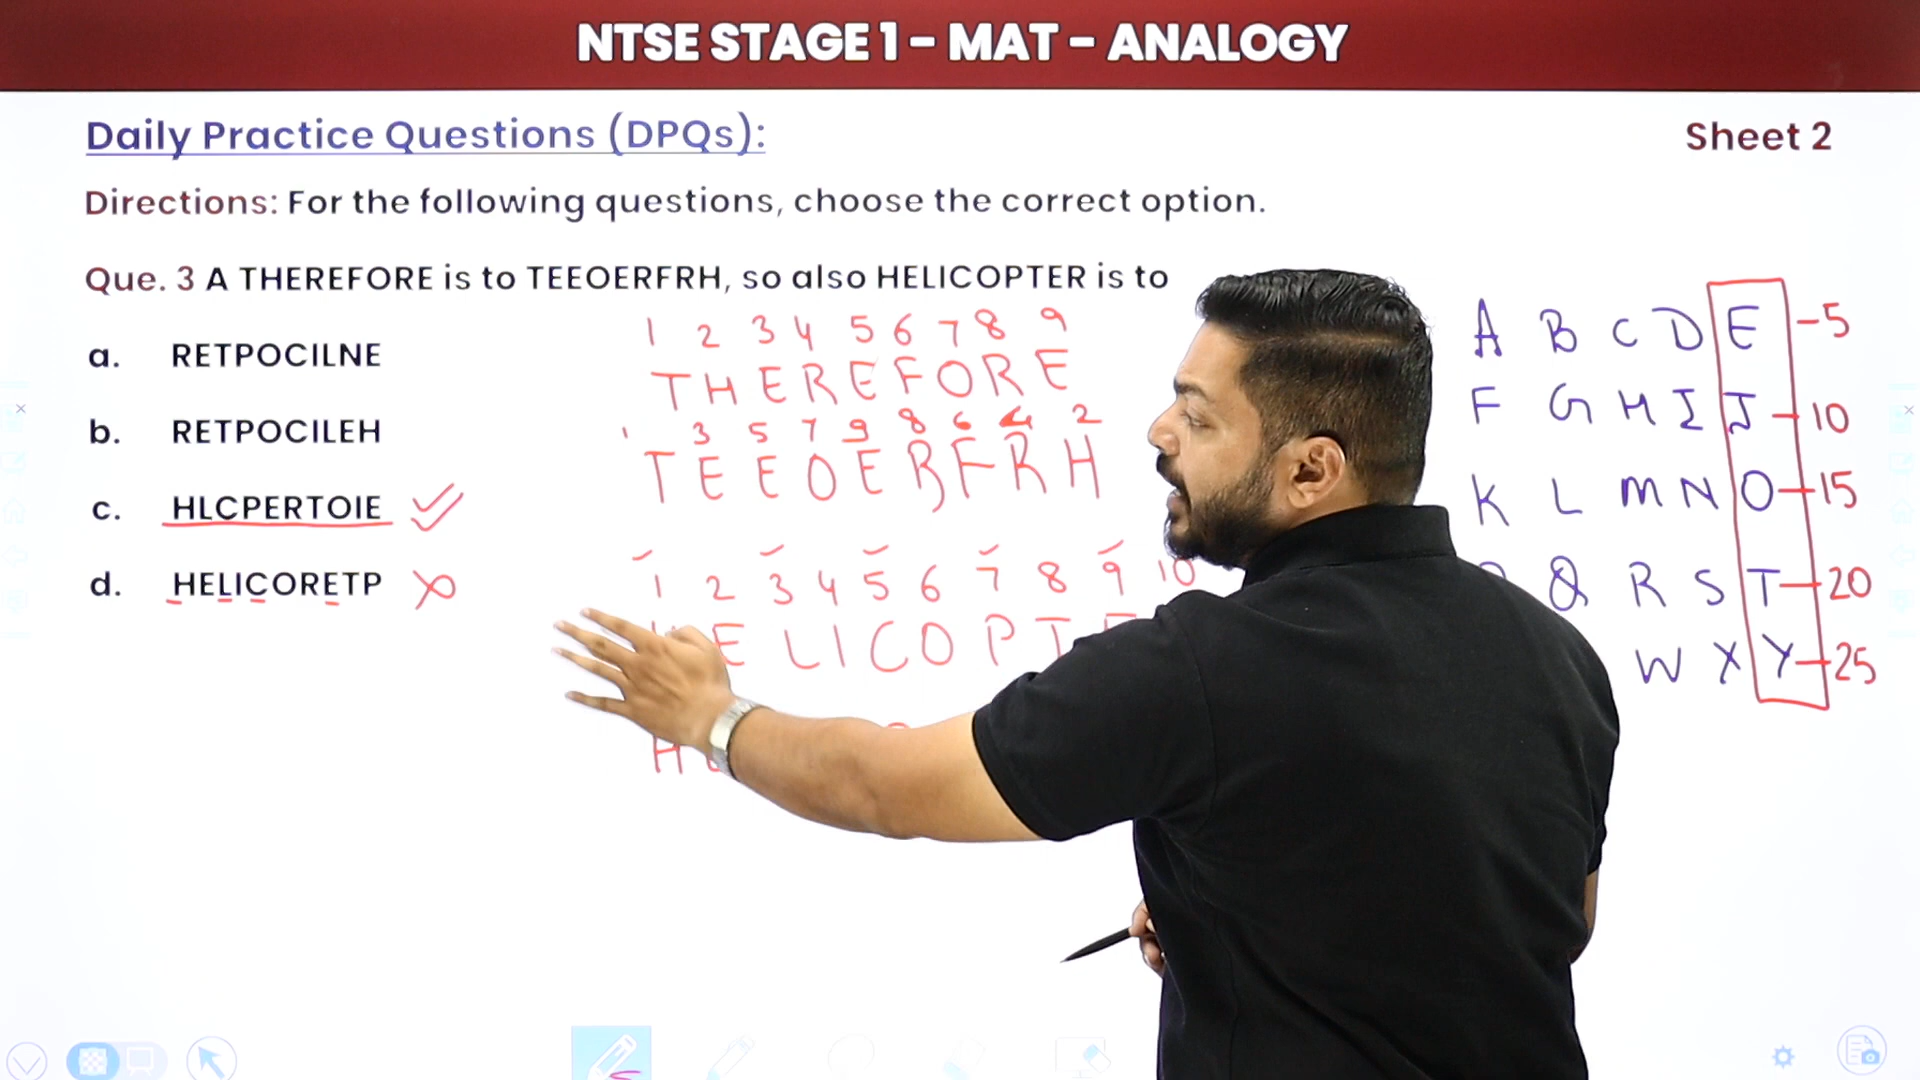 NTSE STAGE 1 - MAT - ANALOGY
Daily Practice Questions (DPQs):
Sheet 2
Directions: For the following questions, choose the correct option.
Que. 3 A THEREFORE is to TEEOERFRH, so also HELICOPTER is to
a. RETPOCILNE
b. RETPOCILEH
c. HLCPERTOIE
d. HELICORETP
1 2 3 4 5 6 7 8 9
T H E R E F O R E
1 3 5 7 9 8 6 4 2
T E E O E R F R H
1 2 3 4 5 6 7 8 9 10
E L I C O P T
H
A B C D E - 5
F G H I J - 10
K L M N O - 15
Q R S T - 20
W X Y - 25